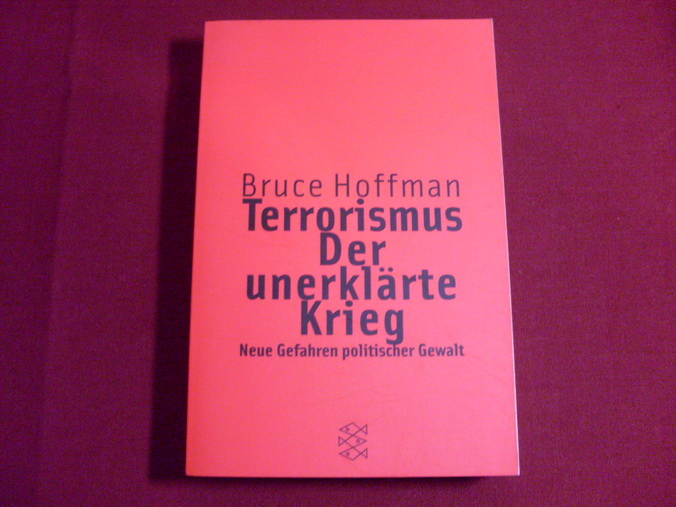 Bruce Hoffman
Terrorismus
Der
unerklärte
Krieg
Neue Gefahren politischer Gewalt